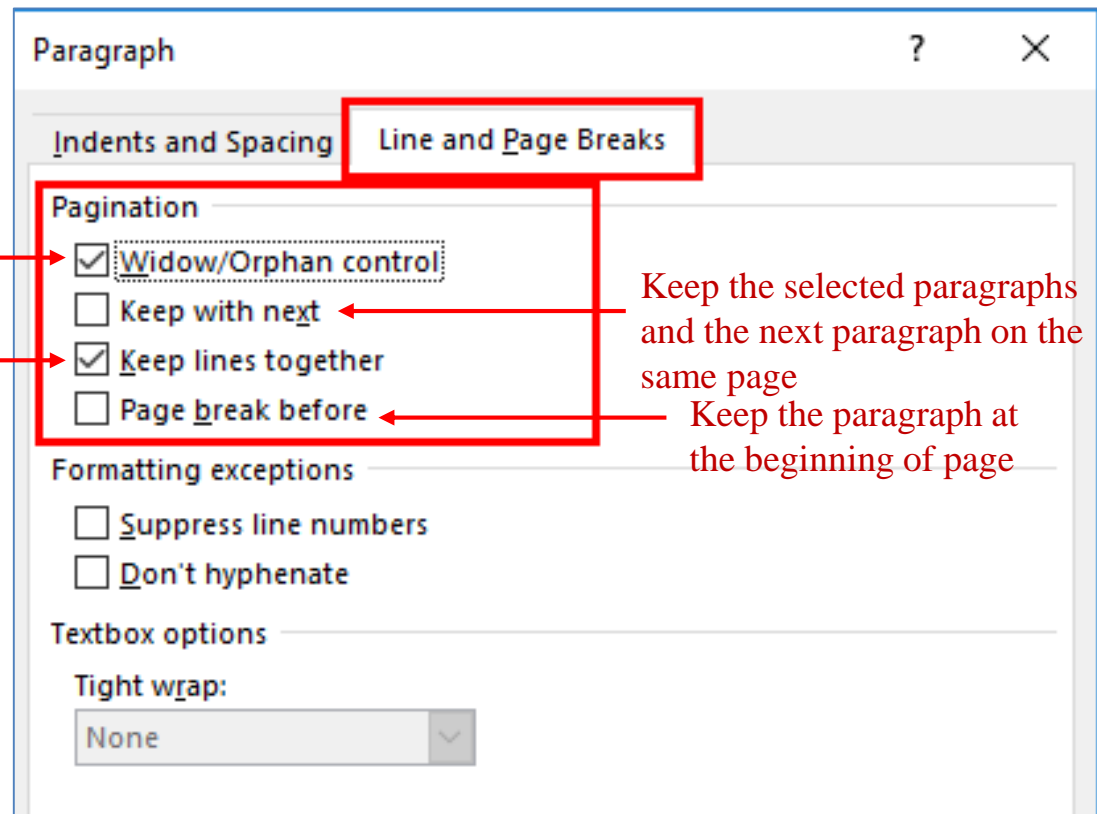 Paragraph ?
Indents and Spacing Line and Page Breaks
Pagination
Widow/Orphan control
Keep with next
Keep lines together
Page break before
Keep the selected paragraphs
and the next paragraph on the
same page
Keep the paragraph at
the beginning of page
Formatting exceptions
Suppress line numbers
Don't hyphenate
Textbox options
Tight wrap:
None